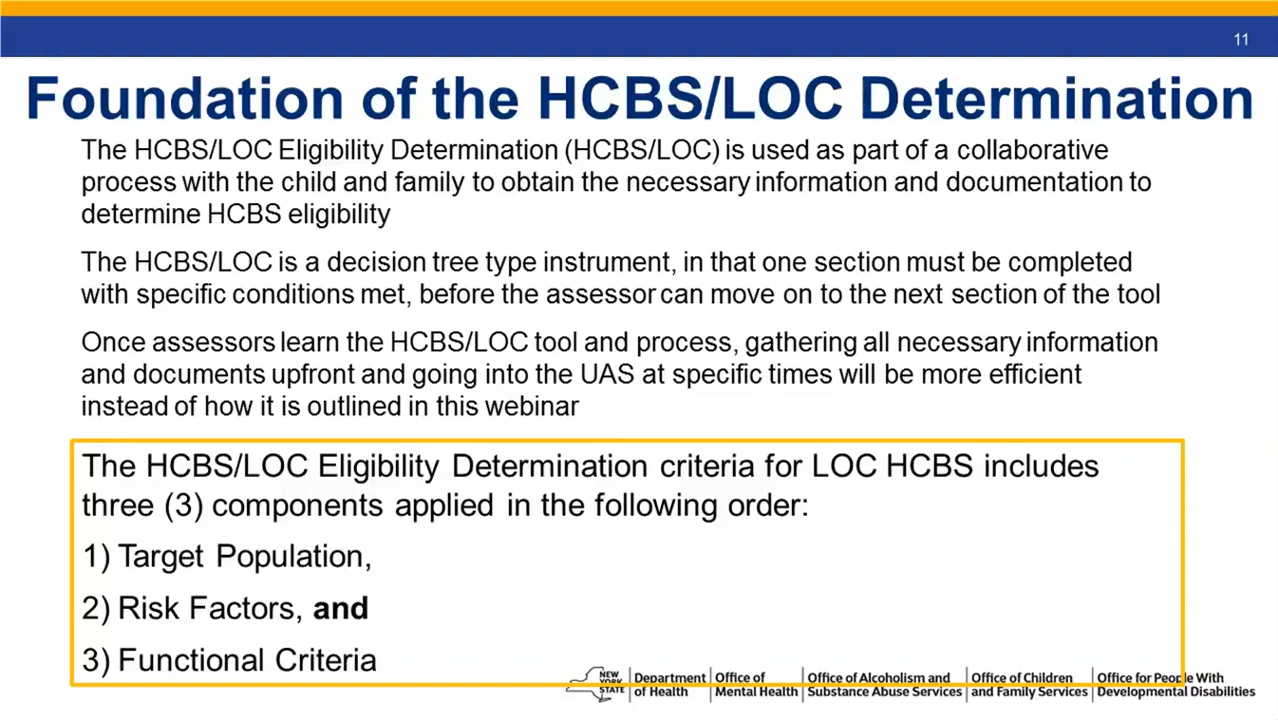 11
Foundation of the HCBS/LOC Determination
The HCBS/LOC Eligibility Determination (HCBS/LOC) is used as part of a collaborative
process with the child and family to obtain the necessary information and documentation to
determine HCBS eligibility
The HCBS/LOC is a decision tree type instrument, in that one section must be completed
with specific conditions met, before the assessor can move on to the next section of the tool
Once assessors learn the HCBS/LOC tool and process, gathering all necessary information
and documents upfront and going into the UAS at specific times will be more efficient
instead of how it is outlined in this webinar
The HCBS/LOC Eligibility Determination criteria for LOC HCBS includes
three (3) components applied in the following order:
1) Target Population,
2) Risk Factors, and
3) Functional Criteria
NEW
YORK
STATE
Department
of Health
Office of
Mental Health
Office of Alcoholism and
Substance Abuse Services
Office of Children
and Family Services
Office for People With
Developmental Disabilities